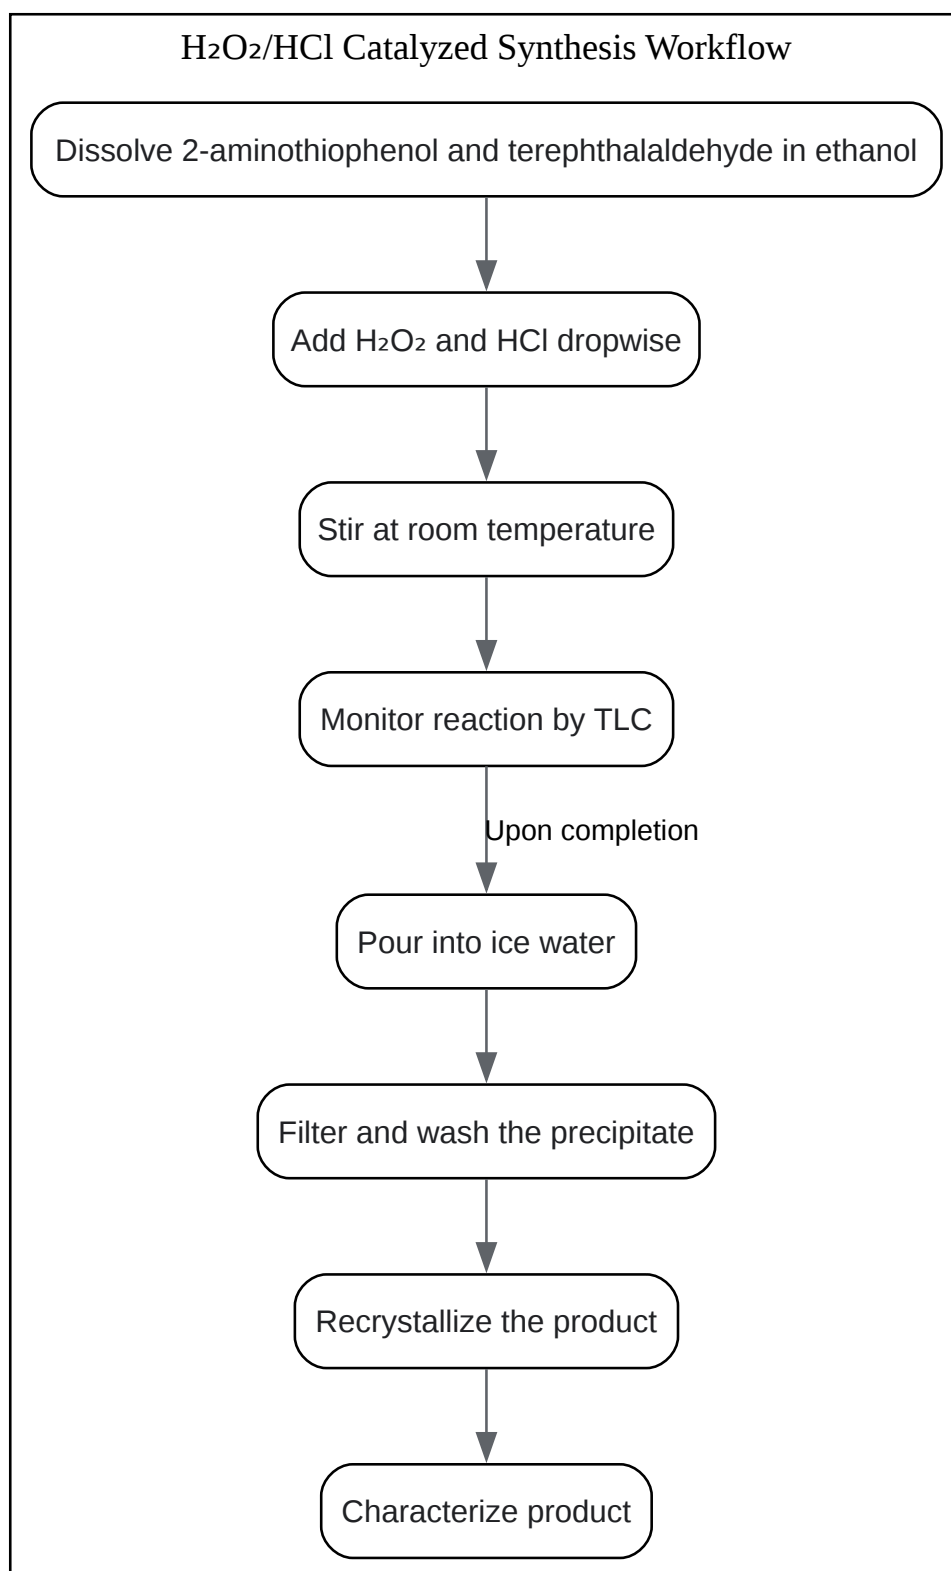 H₂O₂/HCl Catalyzed Synthesis Workflow
Dissolve 2-aminothiophenol and terephthalaldehyde in ethanol
Add H₂O₂ and HCl dropwise
Stir at room temperature
Monitor reaction by TLC
Upon completion
Pour into ice water
Filter and wash the precipitate
Recrystallize the product
Characterize product